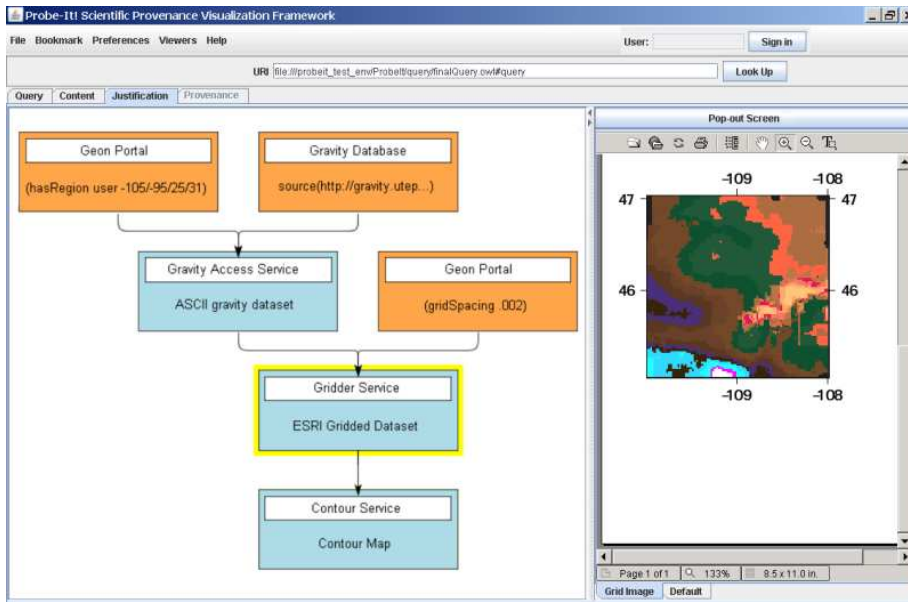 Probe-It! Scientific Provenance Visualization Framework
File Bookmark Preferences Viewers Help
User:
Sign in
URI file:///probeit_test_env/ProbeIt/query/finalQuery.owl#query
Look Up
Query Content Justification Provenance
Pop-out Screen
Geon Portal
(hasRegion user -105/-95/25/31)
Gravity Database
source(http://gravity.utep...)
Gravity Access Service
ASCII gravity dataset
Geon Portal
(gridSpacing .002)
Gridder Service
ESRI Gridded Dataset
Contour Service
Contour Map
-109 -108
47 47
46 46
-109 -108
Page 1 of 1 133% 8.5 x 11.0 in.
Grid Image Default